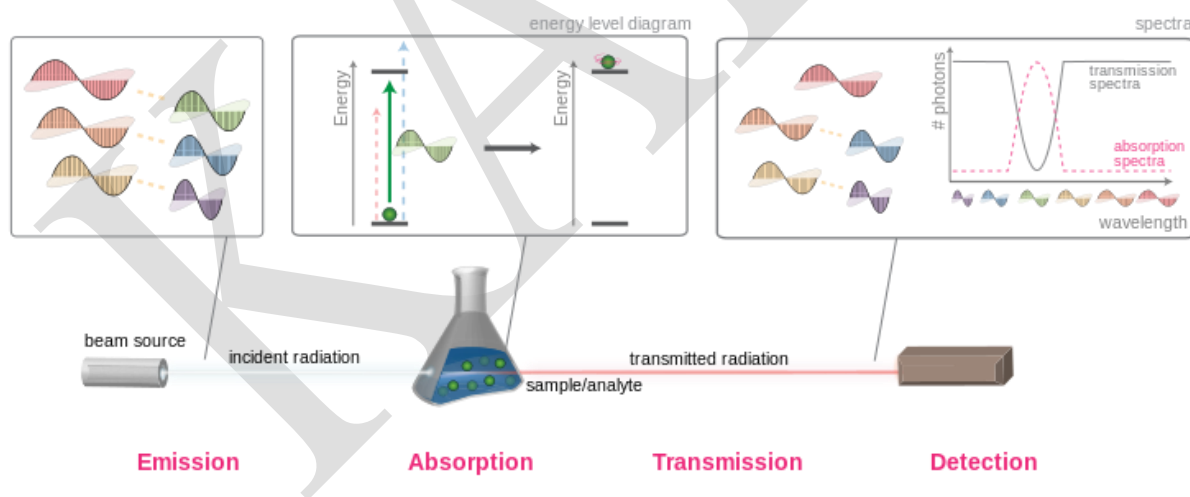 energy level diagram
spectra
Energy
Energy
# photons
transmission
spectra
absorption
spectra
wavelength
beam source
incident radiation
transmitted radiation
sample/analyte
Emission
Absorption
Transmission
Detection